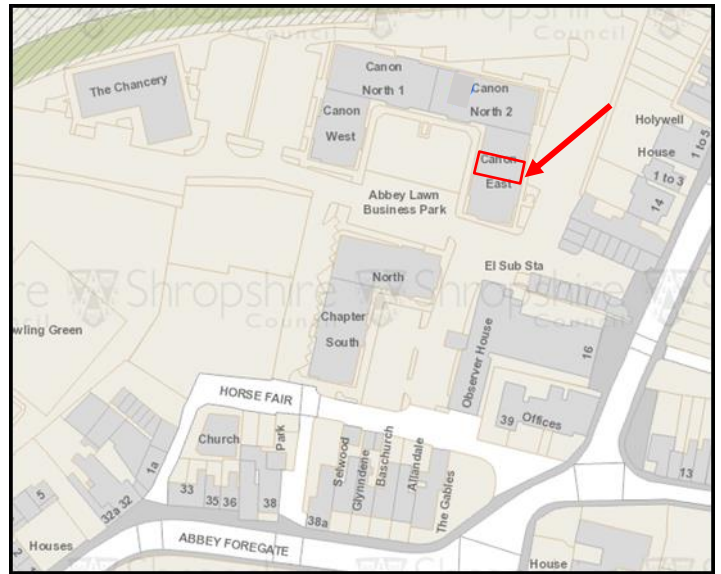 Shropshire
Council
Shropshire
Council
The Chancery
Canon
North 1
Canon
North 2
Canon
West
Holywell
House
1 to 5
Canon
East
1 to 3
14
Abbey Lawn
Business Park
El Sub Sta
North
Shropshire
Council
Shropshire
Council
wling Green
Chapter
South
Observer House
16
HORSE FAIR
39
Offices
Church
Park
Selwood
Glynndene
Baschurch
Allandale
The Gables
1a
13
5
33
35
36
38
32a
32
38a
2
Houses
ABBEY FOREGATE
House